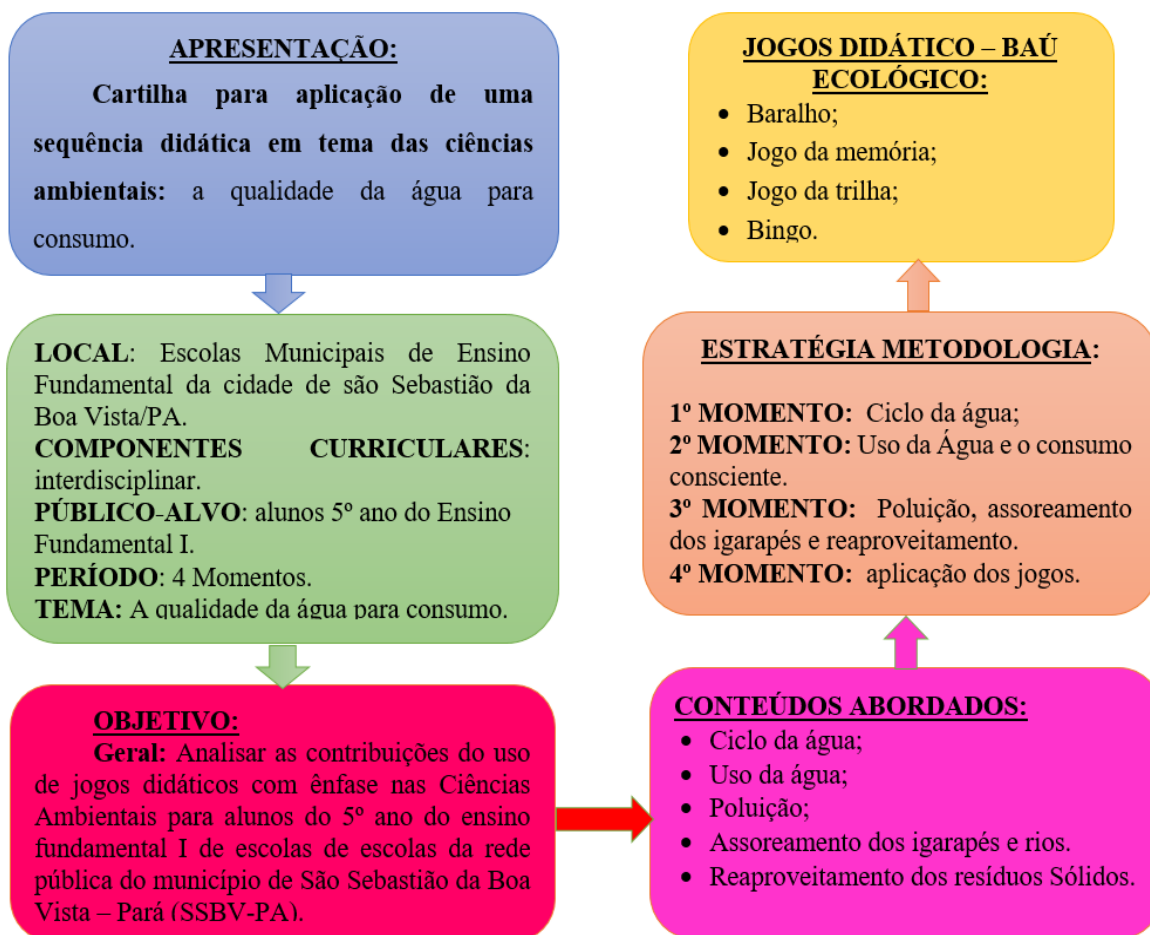 APRESENTAÇÃO:
Cartilha para aplicação de uma
sequência didática em tema das ciências
ambientais: a qualidade da água para
consumo.
LOCAL: Escolas Municipais de Ensino
Fundamental da cidade de são Sebastião da
Boa Vista/PA.
COMPONENTES CURRICULARES:
interdisciplinar.
PÚBLICO-ALVO: alunos 5º ano do Ensino
Fundamental I.
PERÍODO: 4 Momentos.
TEMA: A qualidade da água para consumo.
OBJETIVO:
Geral: Analisar as contribuições do uso
de jogos didáticos com ênfase nas Ciências
Ambientais para alunos do 5º ano do ensino
fundamental I de escolas de escolas da rede
pública do município de São Sebastião da Boa
Vista – Pará (SSBV-PA).
CONTEÚDOS ABORDADOS:
• Ciclo da água;
• Uso da água;
• Poluição;
• Assoreamento dos igarapés e rios.
• Reaproveitamento dos resíduos Sólidos.
ESTRATÉGIA METODOLOGIA:
1º MOMENTO: Ciclo da água;
2º MOMENTO: Uso da Água e o consumo
consciente.
3º MOMENTO: Poluição, assoreamento
dos igarapés e reaproveitamento.
4º MOMENTO: aplicação dos jogos.
JOGOS DIDÁTICO – BAÚ
ECOLÓGICO:
• Baralho;
• Jogo da memória;
• Jogo da trilha;
• Bingo.